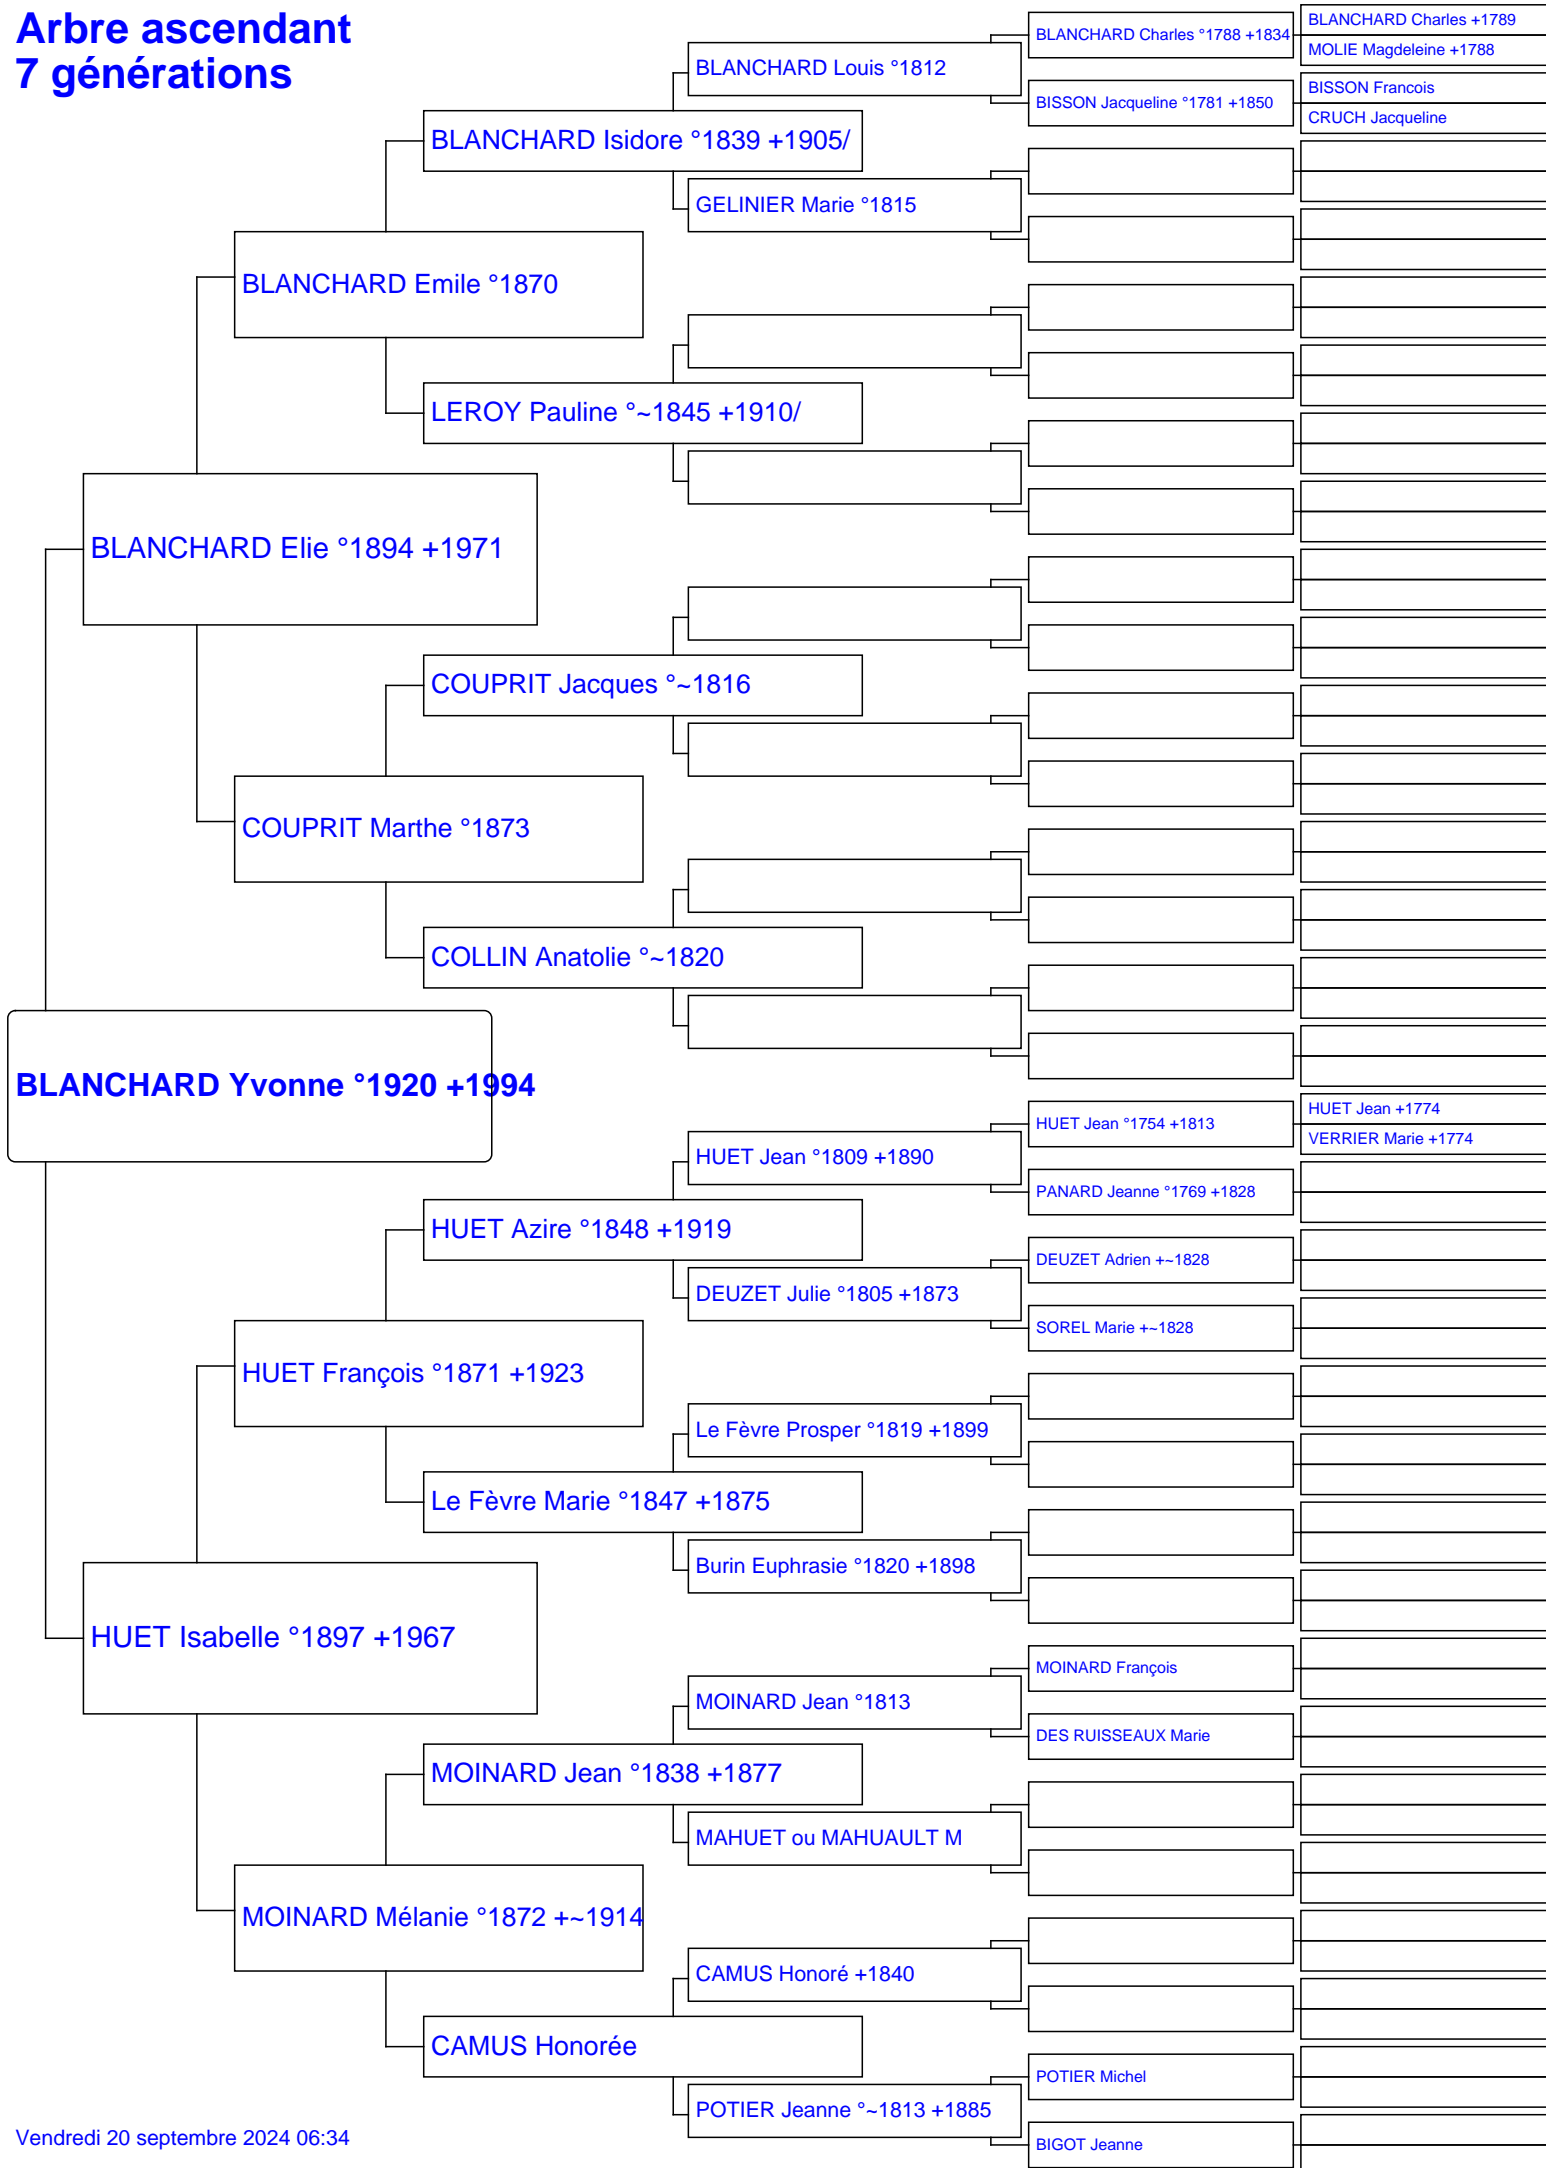 Arbre ascendant
7 générations
BLANCHARD Charles °1788 +1834
BLANCHARD Charles +1789
MOLIE Magdeleine +1788
BLANCHARD Louis °1812
BISSON Jacqueline °1781 +1850
BISSON Francois
CRUCH Jacqueline
BLANCHARD Isidore °1839 +1905/
GELINIER Marie °1815
BLANCHARD Emile °1870
LEROY Pauline °~1845 +1910/
BLANCHARD Elie °1894 +1971
COUPRIT Jacques °~1816
COUPRIT Marthe °1873
COLLIN Anatolie °~1820
BLANCHARD Yvonne °1920 +1994
HUET Jean °1754 +1813
HUET Jean +1774
VERRIER Marie +1774
HUET Jean °1809 +1890
PANARD Jeanne °1769 +1828
HUET Azire °1848 +1919
DEUZET Adrien +~1828
DEUZET Julie °1805 +1873
SOREL Marie +~1828
HUET François °1871 +1923
Le Fèvre Prosper °1819 +1899
Le Fèvre Marie °1847 +1875
Burin Euphrasie °1820 +1898
HUET Isabelle °1897 +1967
MOINARD François
MOINARD Jean °1813
DES RUISSEAUX Marie
MOINARD Jean °1838 +1877
MAHUET ou MAHUAULT M
MOINARD Mélanie °1872 +~1914
CAMUS Honoré +1840
CAMUS Honorée
POTIER Michel
POTIER Jeanne °~1813 +1885
BIGOT Jeanne
Vendredi 20 septembre 2024 06:34